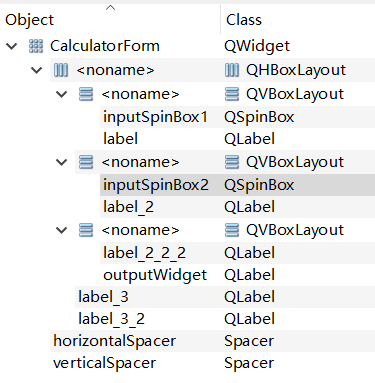 Object Class
CalculatorForm QWidget
<noname> QHBoxLayout
<noname> QVBoxLayout
inputSpinBox1 QSpinBox
label QLabel
<noname> QVBoxLayout
inputSpinBox2 QSpinBox
label_2 QLabel
<noname> QVBoxLayout
label_2_2_2 QLabel
outputWidget QLabel
label_3 QLabel
label_3_2 QLabel
horizontalSpacer Spacer
verticalSpacer Spacer